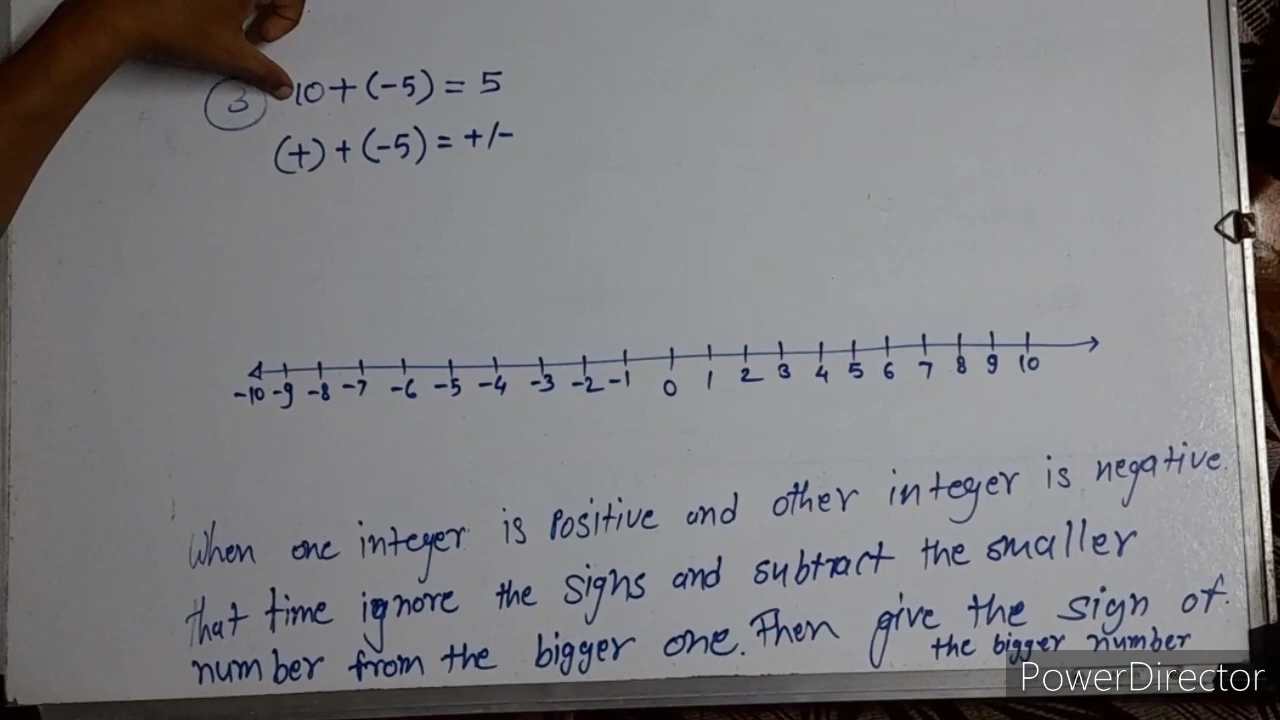 3 10+(-5) = 5
(+) + (-5) = +/-
-10 -9 -8 -7 -6 -5 -4 -3 -2 -1 0 1 2 3 4 5 6 7 8 9 10
When one integer is Positive and other integer is negative
that time ignore the signs and subtract the smaller
number from the bigger one. Then give the sign of
the bigger number
PowerDirector